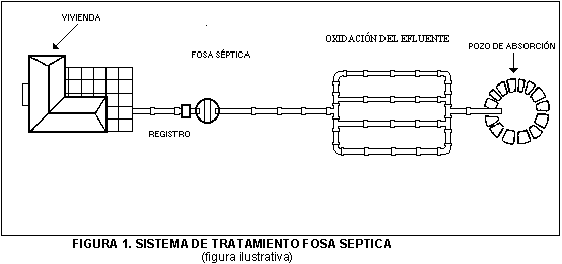 VIVIENDA
OXIDACIÓN DEL EFLUENTE
POZO DE ABSORCIÓN
FOSA SÉPTICA
REGISTRO
FIGURA 1. SISTEMA DE TRATAMIENTO FOSA SEPTICA
(figura ilustrativa)